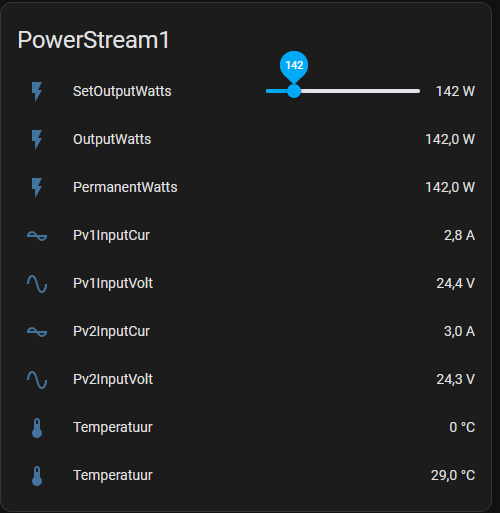 PowerStream1
142
SetOutputWatts 142 W
OutputWatts 142,0 W
PermanentWatts 142,0 W
Pv1InputCur 2,8 A
Pv1InputVolt 24,4 V
Pv2InputCur 3,0 A
Pv2InputVolt 24,3 V
Temperatuur 0 °C
Temperatuur 29,0 °C